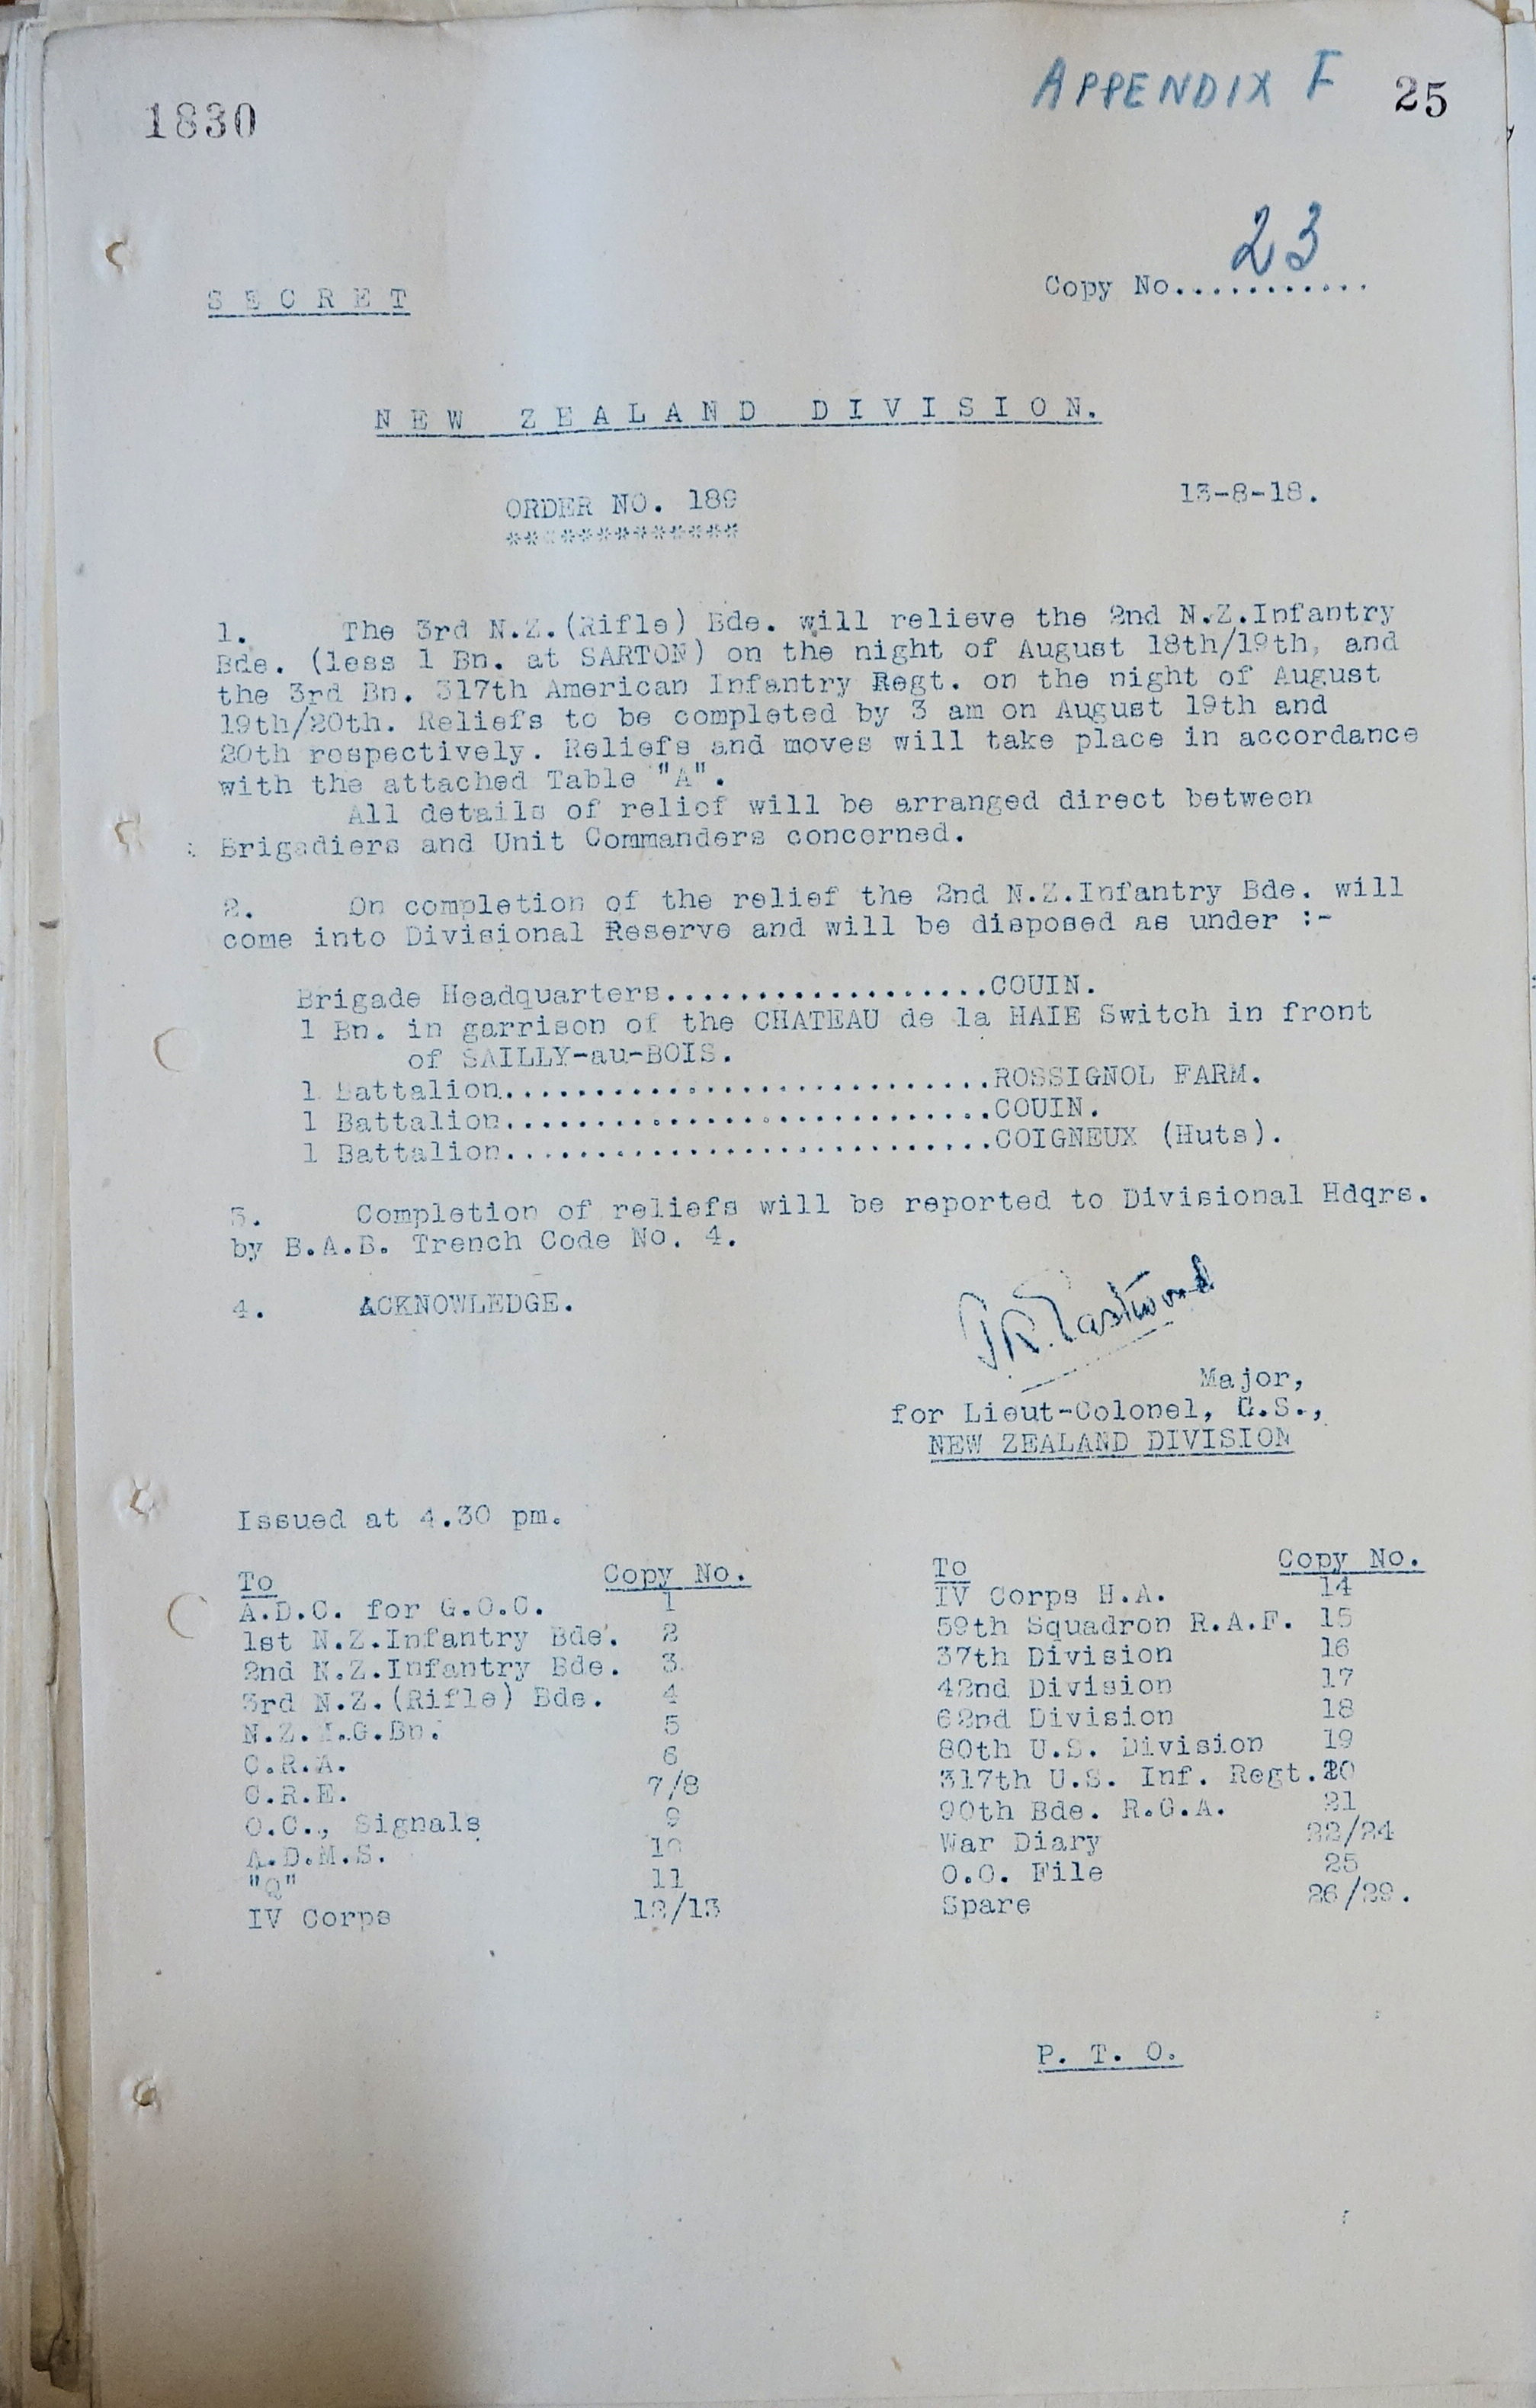 APPENDIX F 25
1830
23
Copy No............
S E C R E T
N E W   Z E A L A N D   D I V I S I O N.
ORDER NO. 189
13-8-18.
*************
1. The 3rd N.Z.(Rifle) Bde. will relieve the 2nd N.Z.Infantry
Bde. (less 1 Bn. at SARTON) on the night of August 18th/19th, and
the 3rd Bn. 317th American Infantry Regt. on the night of August
19th/20th. Reliefs to be completed by 3 am on August 19th and
20th respectively. Reliefs and moves will take place in accordance
with the attached Table "A".
All details of relief will be arranged direct between
Brigadiers and Unit Commanders concerned.
2. On completion of the relief the 2nd N.Z.Infantry Bde. will
come into Divisional Reserve and will be disposed as under :-
Brigade Headquarters..................COUIN.
1 Bn. in garrison of the CHATEAU de la HAIE Switch in front
of SAILLY-au-BOIS.
1 Battalion...........................ROSSIGNOL FARM.
1 Battalion...........................COUIN.
1 Battalion...........................COIGNEUX (Huts).
3. Completion of reliefs will be reported to Divisional Hdqrs.
by B.A.B. Trench Code No. 4.
4. ACKNOWLEDGE.
Major,
for Lieut-Colonel, G.S.,
NEW ZEALAND DIVISION
Issued at 4.30 pm.
To Copy No.
A.D.C. for G.O.C. 1
1st N.Z.Infantry Bde. 2
2nd N.Z.Infantry Bde. 3
3rd N.Z.(Rifle) Bde. 4
N.Z.M.G.Bn. 5
C.R.A. 6
C.R.E. 7/8
O.C., Signals 9
A.D.M.S. 10
"Q" 11
IV Corps 12/13
To Copy No.
IV Corps H.A. 14
59th Squadron R.A.F. 15
37th Division 16
42nd Division 17
62nd Division 18
80th U.S. Division 19
317th U.S. Inf. Regt. 20
90th Bde. R.G.A. 21
War Diary 22/24
O.O. File 25
Spare 26/29.
P. T. O.